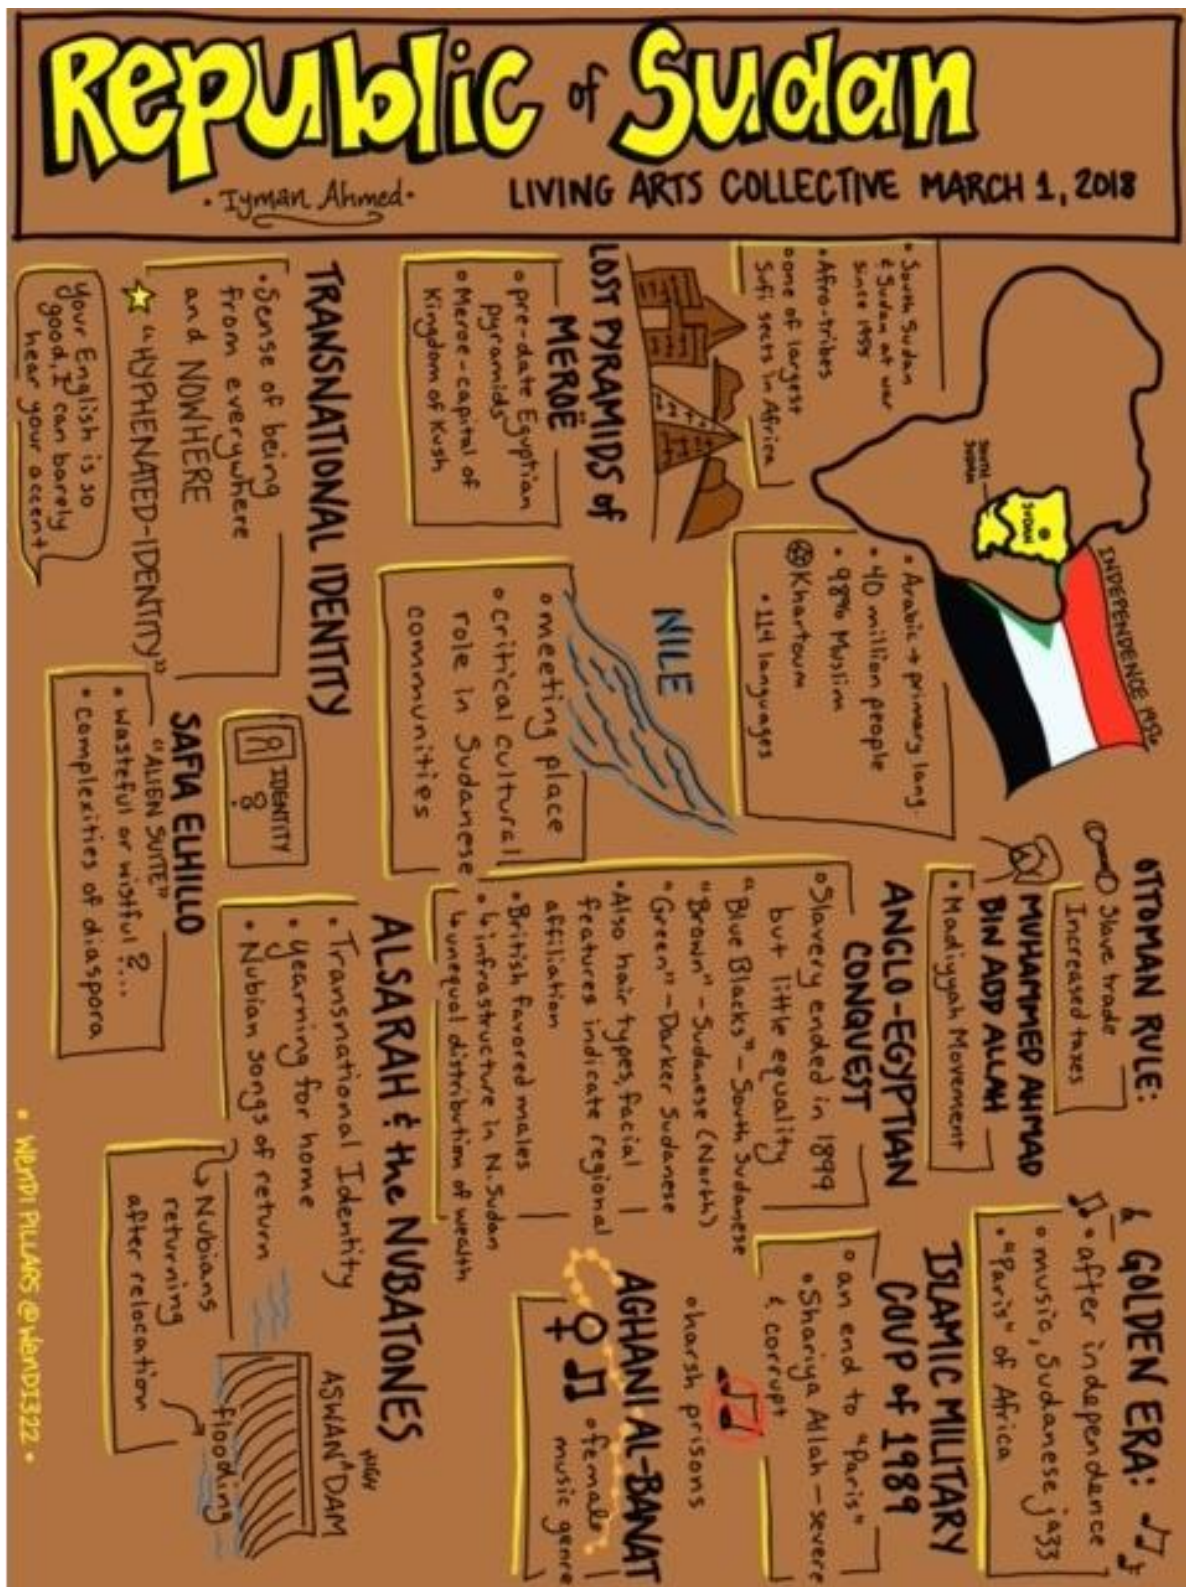 Republic of Sudan
• Iyman Ahmed •
LIVING ARTS COLLECTIVE MARCH 1, 2018
• South Sudan
& Sudan at war
since 1955
• Afro-tribes
• one of largest
Sufi sects in Africa
SOUTH
SUDAN
SUDAN
INDEPENDENCE 1956
• Arabic → primary lang.
• 40 million people
• 98% Muslim
Khartoum
• 114 languages
OTTOMAN RULE:
Slave trade
Increased taxes
MUHAMMED AHMAD
BIN ABD ALLAH
• Madiyah Movement
& GOLDEN ERA:
• after independence
• music, Sudanese jazz
• "Paris" of Africa
LOST PYRAMIDS of
MEROË
• pre-date Egyptian
pyramids
• Meroe-capital of
Kingdom of Kush
NILE
• meeting place
• critical cultural
role in Sudanese
communities
ANGLO-EGYPTIAN
CONQUEST
• Slavery ended in 1899
but little equality
"Blue Blacks" - South Sudanese
"Brown" - Sudanese (North)
"Green" - Darker Sudanese
• Also hair types, facial
features indicate regional
affiliation
• British favored males
• ↳ infrastructure in N. Sudan
↳ unequal distribution of wealth
ISLAMIC MILITARY
COUP of 1989
• an end to "Paris"
• Shariya Allah - severe
& corrupt
• harsh prisons
AGHANI AL-BANAT
• female
music genre
TRANSNATIONAL IDENTITY
• Sense of being
from everywhere
and NOWHERE
"HYPHENATED-IDENTITY"
Your English is so
good, I can barely
hear your accent
IDENTITY
?
SAFIA ELHILLO
"ALIEN SUITE"
• wasteful or wistful?...
• complexities of diaspora
ALSARAH & the NUBATONES
• Transnational Identity
• Yearning for home
• Nubian songs of return
↳ Nubians
returning
after relocation
ASWAN ^ DAM
HIGH
flooding
• WENDI PILLARS @WENDI322 •